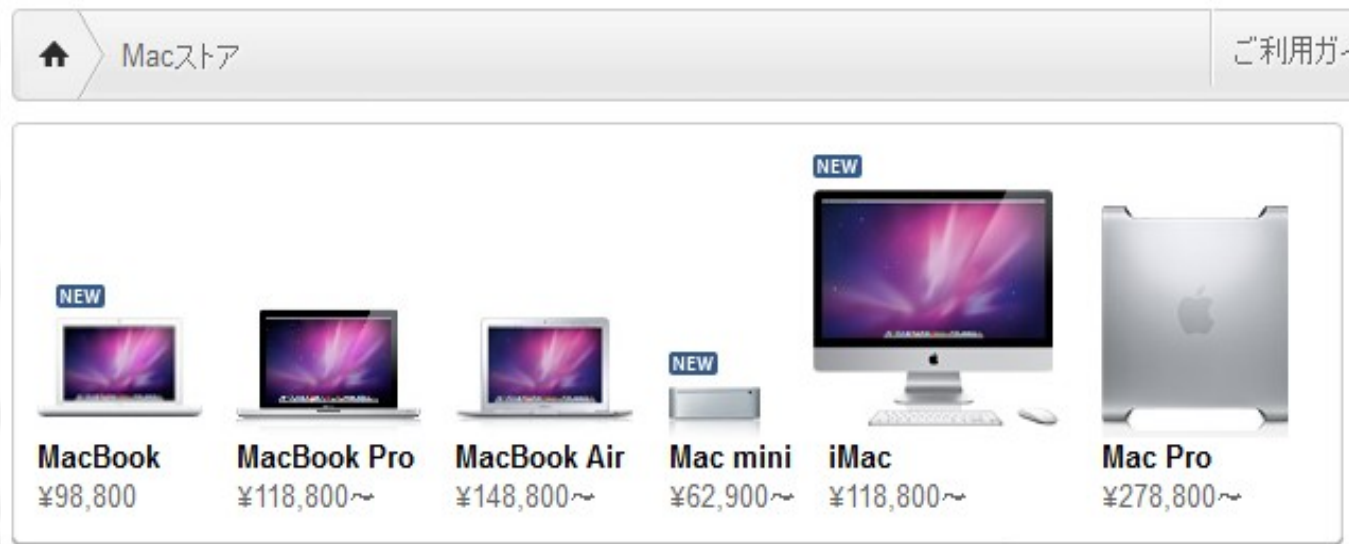 Macストア
ご利用ガイ
NEW
NEW
NEW
MacBook
¥98,800
MacBook Pro
¥118,800～
MacBook Air
¥148,800～
Mac mini
¥62,900～
iMac
¥118,800～
Mac Pro
¥278,800～